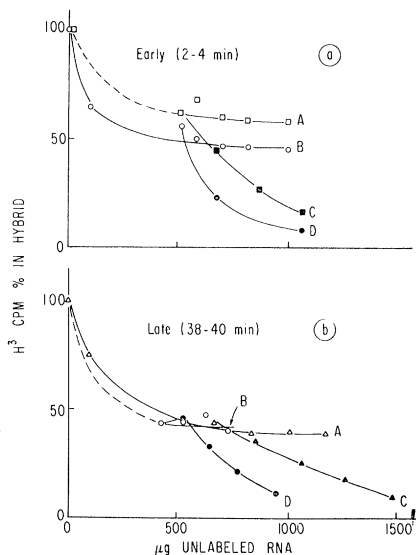 Early (2-4 min)
a
100
50
0
A
B
C
D
H³ CPM % IN HYBRID
Late (38-40 min)
b
100
50
0
B
A
D
C
0
500
1000
1500
µg UNLABELED RNA